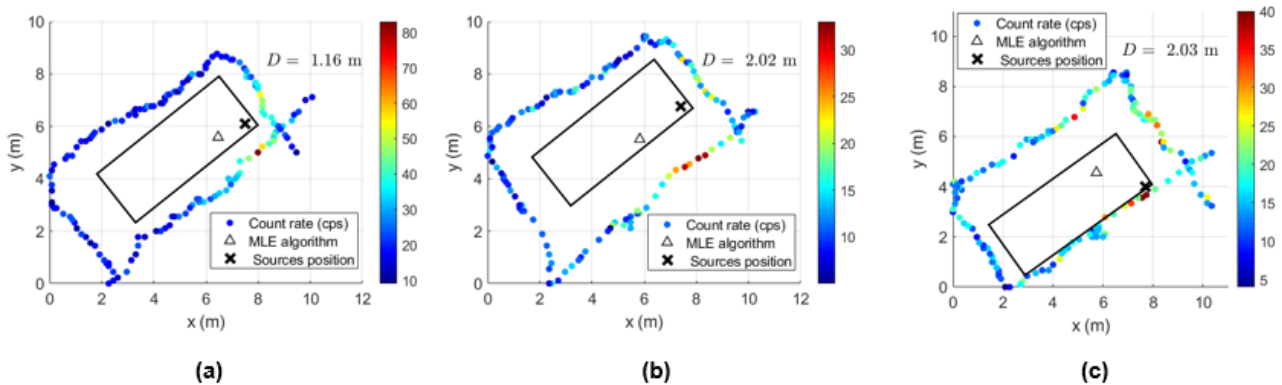 10
8
6
4
2
0
y (m)
0 2 4 6 8 10 12
x (m)
D = 1.16 m
Count rate (cps)
MLE algorithm
Sources position
80
70
60
50
40
30
20
10
(a)
10
8
6
4
2
0
y (m)
0 2 4 6 8 10 12
x (m)
D = 2.02 m
Count rate (cps)
MLE algorithm
Sources position
30
25
20
15
10
(b)
10
8
6
4
2
0
y (m)
0 2 4 6 8 10
x (m)
Count rate (cps)
MLE algorithm
Sources position
D = 2.03 m
40
35
30
25
20
15
10
5
(c)